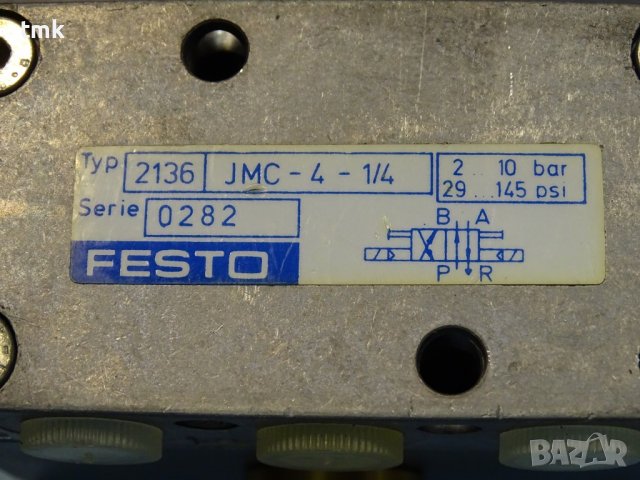 tmk
Typ 2136 JMC - 4 - 1/4 2...10 bar
29...145 psi
Serie 0282
B A
FESTO
P R
BAZAR